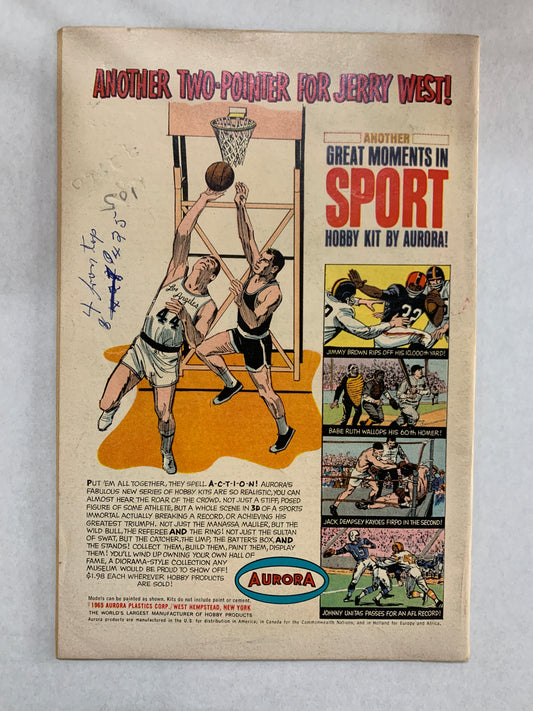 ANOTHER TWO-POINTER FOR JERRY WEST!
ANOTHER
GREAT MOMENTS IN
SPORT
HOBBY KIT BY AURORA!
Los Angeles
44
32
JIMMY BROWN RIPS OFF HIS 10,000th YARD!
BABE RUTH WALLOPS HIS 60th HOMER!
JACK DEMPSEY KAYOES FIRPO IN THE SECOND!
JOHNNY UNITAS PASSES FOR AN AFL RECORD!
PUT 'EM ALL TOGETHER, THEY SPELL A-C-T-I-O-N! AURORA'S
FABULOUS NEW SERIES OF HOBBY KITS ARE SO REALISTIC, YOU CAN
ALMOST HEAR THE ROAR OF THE CROWD. NOT JUST A STIFF, POSED
FIGURE OF SOME ATHLETE, BUT A WHOLE SCENE IN 3D OF A SPORTS
IMMORTAL ACTUALLY BREAKING A RECORD, OR ACHIEVING HIS
GREATEST TRIUMPH. NOT JUST THE MANASSA MAULER, BUT THE
WILD BULL, THE REFEREE AND THE RING! NOT JUST THE SULTAN
OF SWAT, BUT THE CATCHER, THE UMP, THE BATTER'S BOX, AND
THE STANDS! COLLECT THEM, BUILD THEM, PAINT THEM, DISPLAY
THEM! YOU'LL WIND UP OWNING YOUR OWN HALL OF
FAME, A DIORAMA-STYLE COLLECTION ANY
MUSEUM WOULD BE PROUD TO SHOW OFF!
$1.98 EACH WHEREVER HOBBY PRODUCTS
ARE SOLD!
AURORA
Models can be painted as shown. Kits do not include paint or cement.
1965 AURORA PLASTICS CORP./WEST HEMPSTEAD, NEW YORK
THE WORLD'S LARGEST MANUFACTURER OF HOBBY PRODUCTS
Aurora products are manufactured in the U.S. for distribution in America, in Canada for the Commonwealth Nations, and in Holland for Europe and Africa.